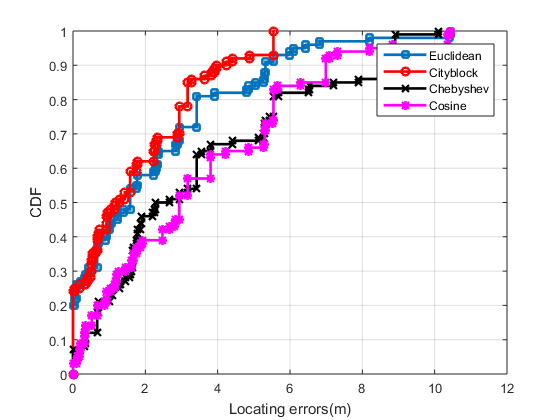 1
0.9
0.8
0.7
0.6
0.5
0.4
0.3
0.2
0.1
0
CDF
Euclidean
Cityblock
Chebyshev
Cosine
0 2 4 6 8 10 12
Locating errors(m)